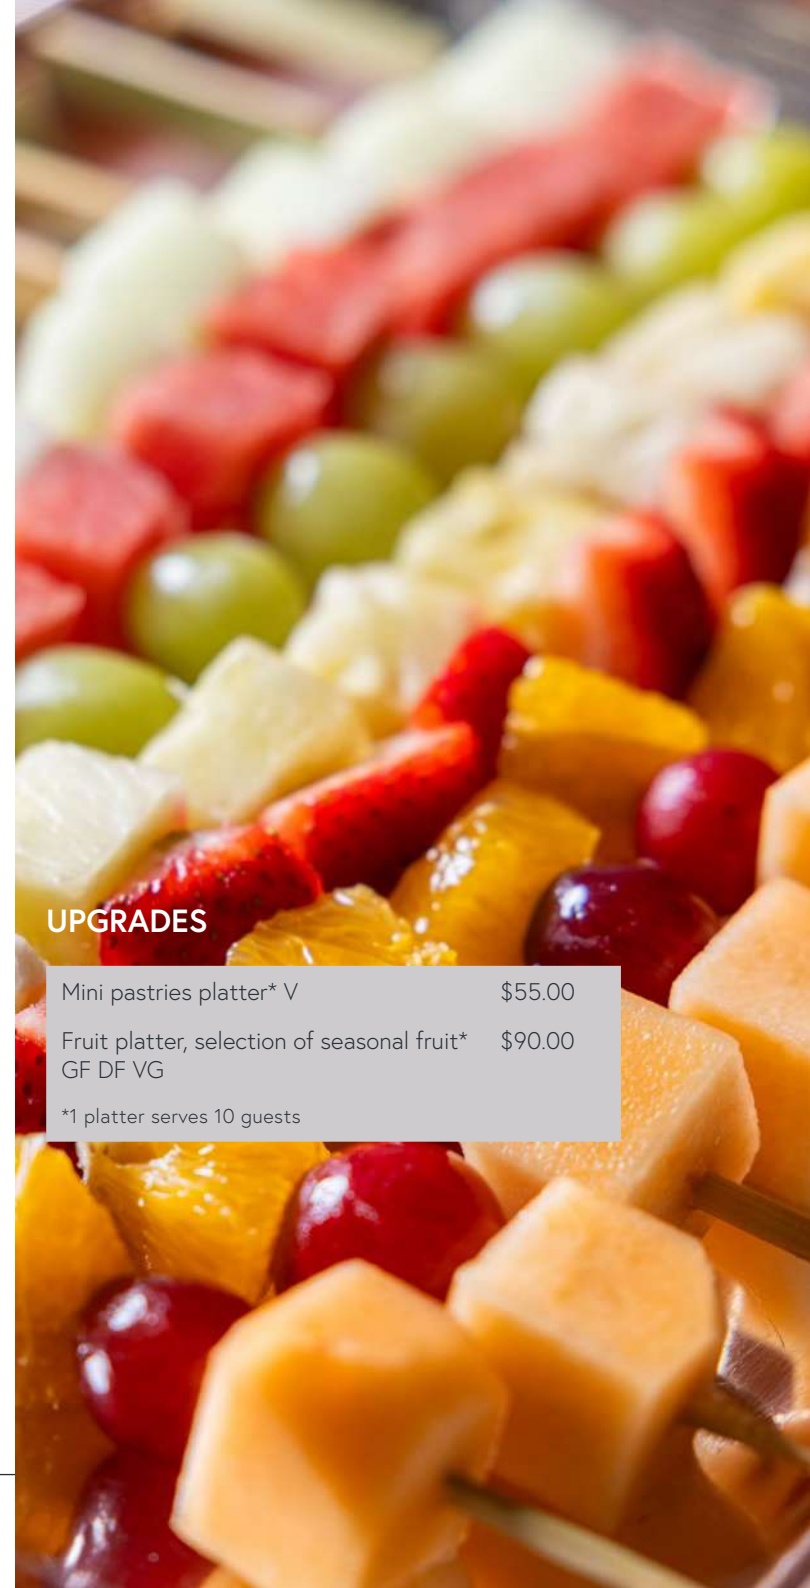 UPGRADES
Mini pastries platter* V $55.00
Fruit platter, selection of seasonal fruit* $90.00
GF DF VG
*1 platter serves 10 guests